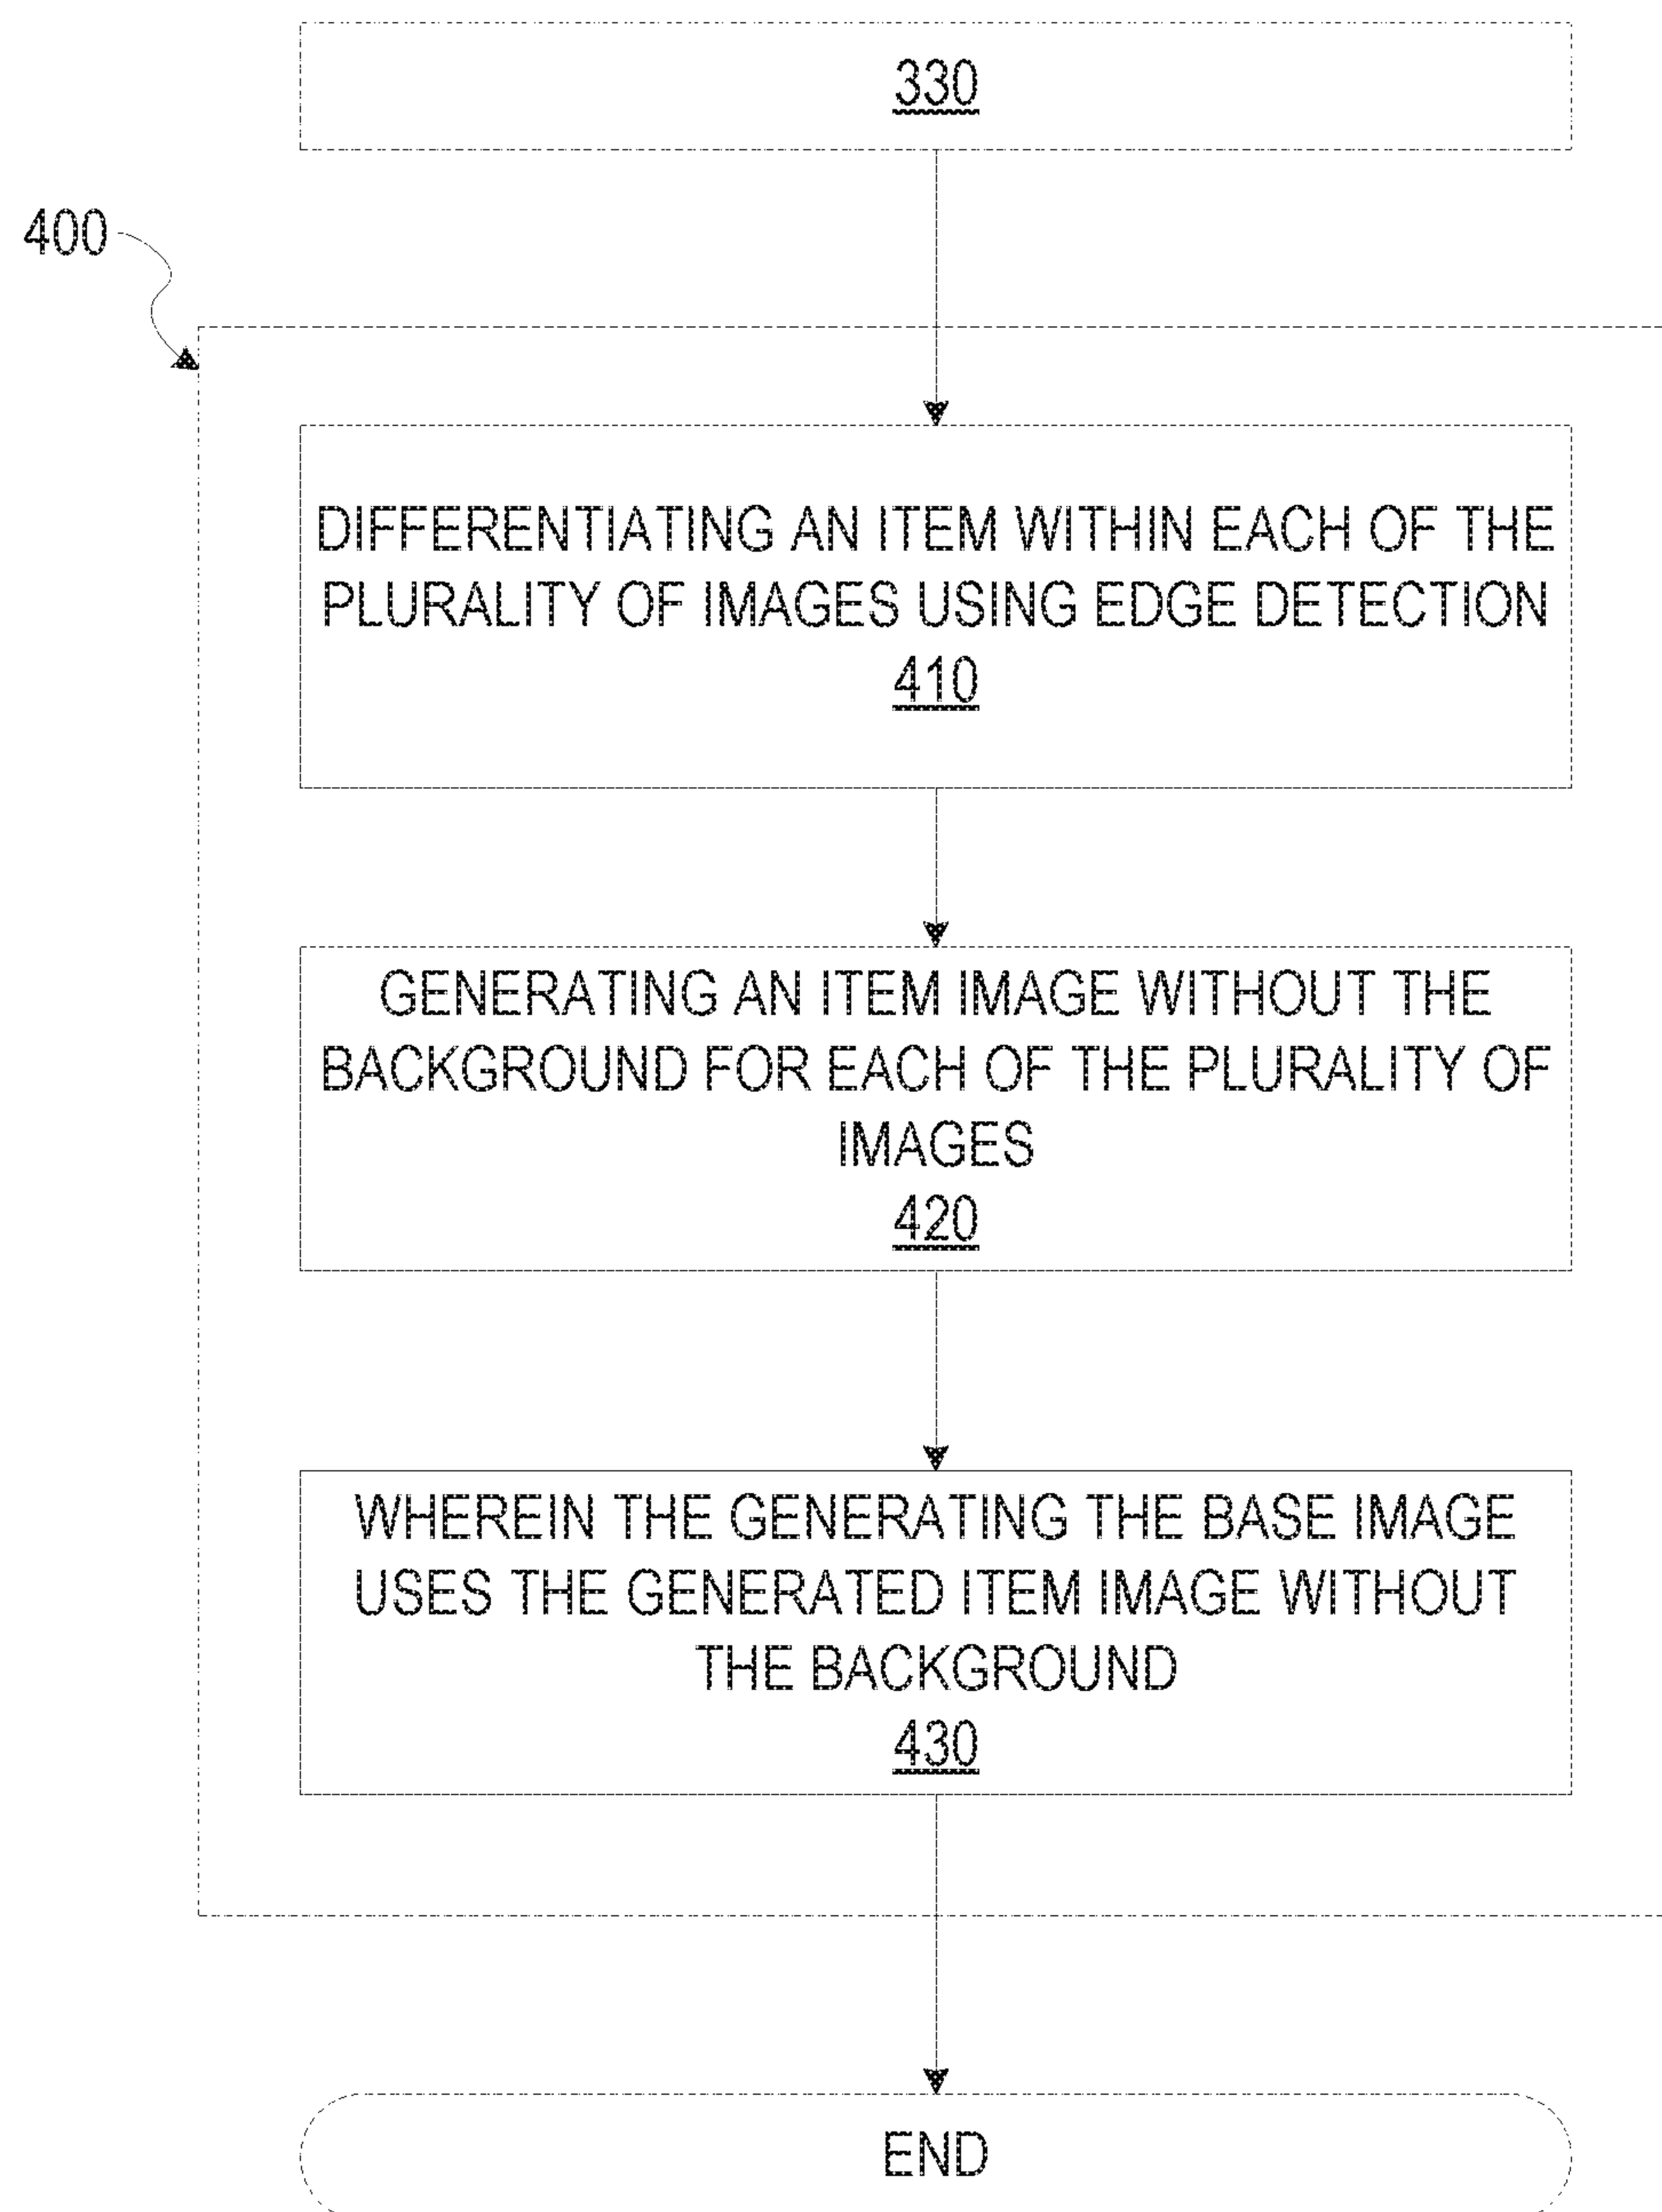 330
400
DIFFERENTIATING AN ITEM WITHIN EACH OF THE
PLURALITY OF IMAGES USING EDGE DETECTION
410
GENERATING AN ITEM IMAGE WITHOUT THE
BACKGROUND FOR EACH OF THE PLURALITY OF
IMAGES
420
WHEREIN THE GENERATING THE BASE IMAGE
USES THE GENERATED ITEM IMAGE WITHOUT
THE BACKGROUND
430
END